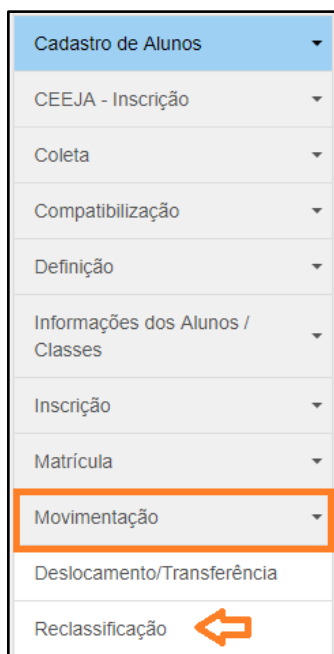 Cadastro de Alunos
CEEJA - Inscrição
Coleta
Compatibilização
Definição
Informações dos Alunos /
Classes
Inscrição
Matrícula
Movimentação
Deslocamento/Transferência
Reclassificação